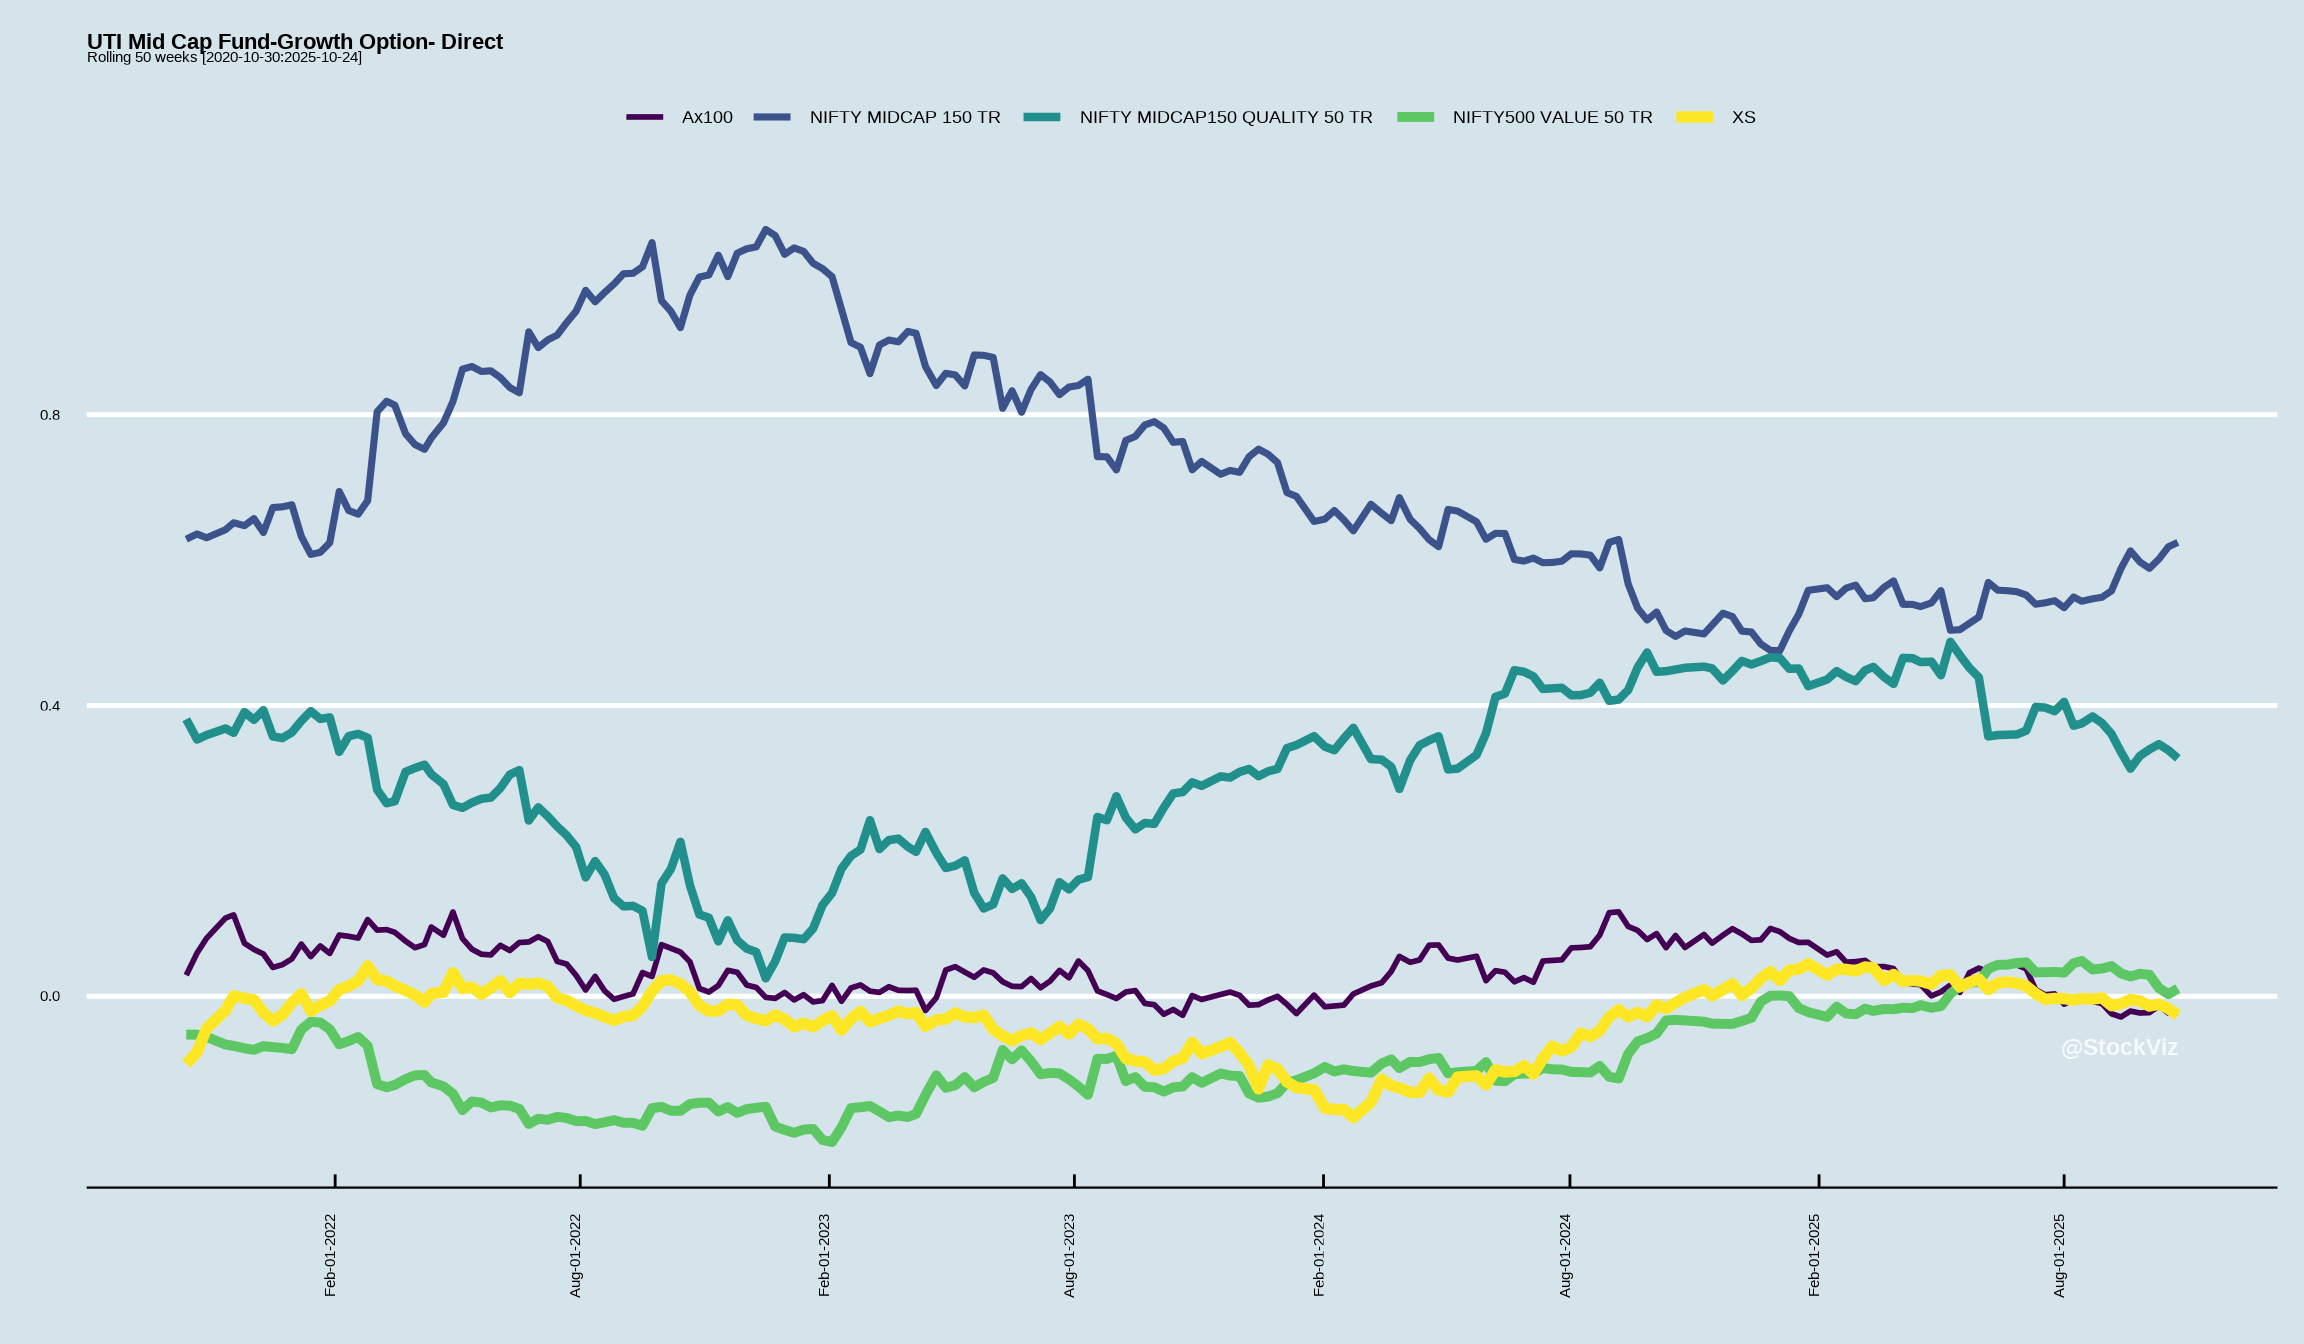 UTI Mid Cap Fund-Growth Option- Direct
Rolling 50 weeks [2020-10-30:2025-10-24]
Ax100 NIFTY MIDCAP 150 TR NIFTY MIDCAP150 QUALITY 50 TR NIFTY500 VALUE 50 TR XS
0.8
0.4
0.0
@StockViz
Feb-01-2022 Aug-01-2022 Feb-01-2023 Aug-01-2023 Feb-01-2024 Aug-01-2024 Feb-01-2025 Aug-01-2025